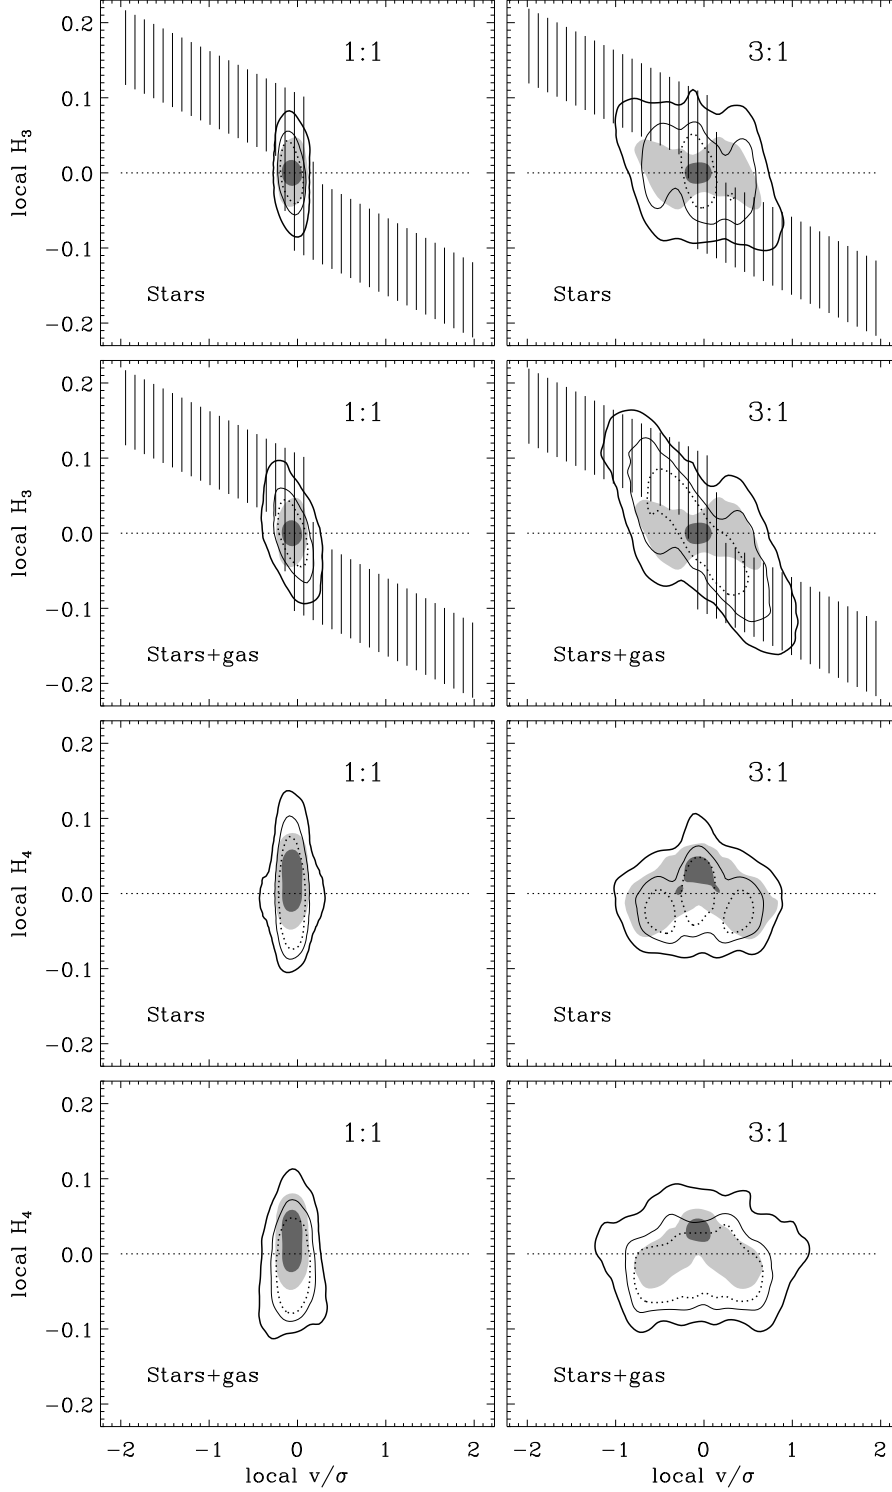 0.2 1:1 3:1
0.1
local H3
0.0
−0.1
Stars Stars
−0.2
0.2 1:1 3:1
0.1
local H3
0.0
−0.1
Stars+gas Stars+gas
−0.2
0.2 1:1 3:1
0.1
local H4
0.0
−0.1
Stars Stars
−0.2
0.2 1:1 3:1
0.1
local H4
0.0
−0.1
Stars+gas Stars+gas
−0.2
−2 −1 0 1 2 −2 −1 0 1 2
local v/σ local v/σ